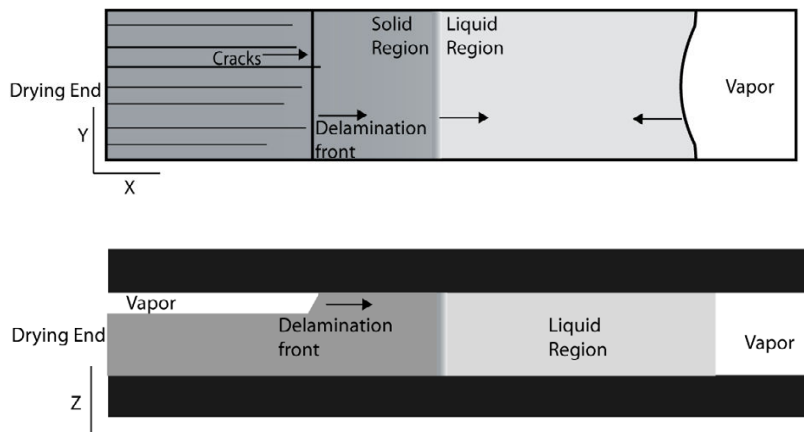 Solid
Region
Liquid
Region
Cracks
Vapor
Drying End
Y
Delamination
front
X
Vapor
Drying End
Delamination
front
Liquid
Region
Vapor
Z